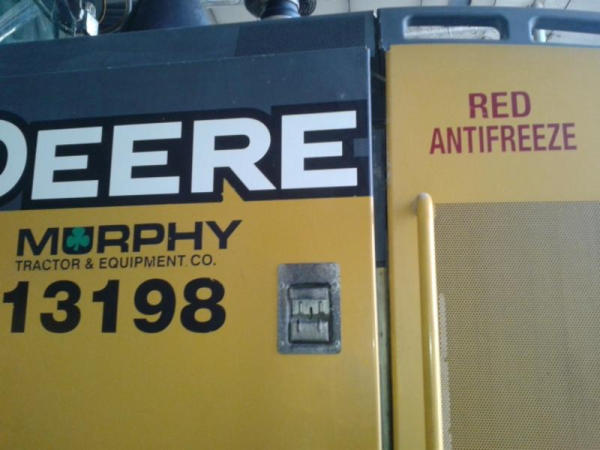 DEERE
MURPHY
TRACTOR & EQUIPMENT CO.
13198
RED
ANTIFREEZE